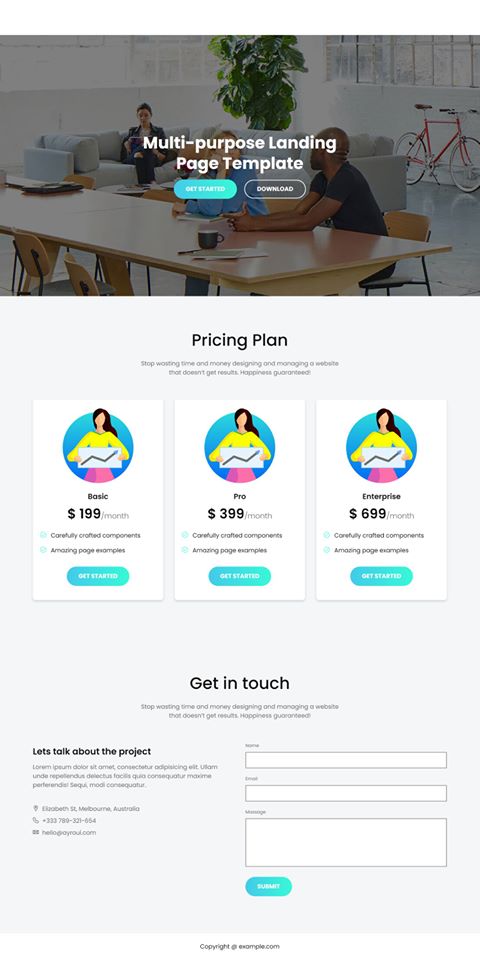 Multi-purpose Landing
Page Template
GET STARTED
DOWNLOAD
Pricing Plan
Stop wasting time and money designing and managing a website
that doesn't get results. Happiness guaranteed!
Basic
$ 199/month
Carefully crafted components
Amazing page examples
GET STARTED
Pro
$ 399/month
Carefully crafted components
Amazing page examples
GET STARTED
Enterprise
$ 699/month
Carefully crafted components
Amazing page examples
GET STARTED
Get in touch
Stop wasting time and money designing and managing a website
that doesn't get results. Happiness guaranteed!
Lets talk about the project
Lorem ipsum dolor sit amet, consectetur adipisicing elit.
Unde repellendus delectus facilis quia consequatur maxime
perferendis! Sequi, modi consequatur.
Elizabeth St, Melbourne, Australia
+333 789-321-654
hello@ayroui.com
Name
Email
Massage
SUBMIT
Copyright @ example.com